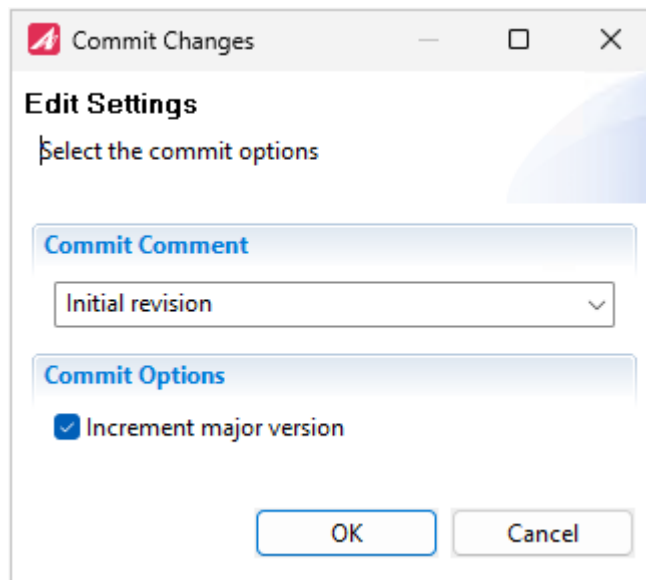 Commit Changes
Edit Settings
Select the commit options
Commit Comment
Initial revision
Commit Options
Increment major version
OK Cancel